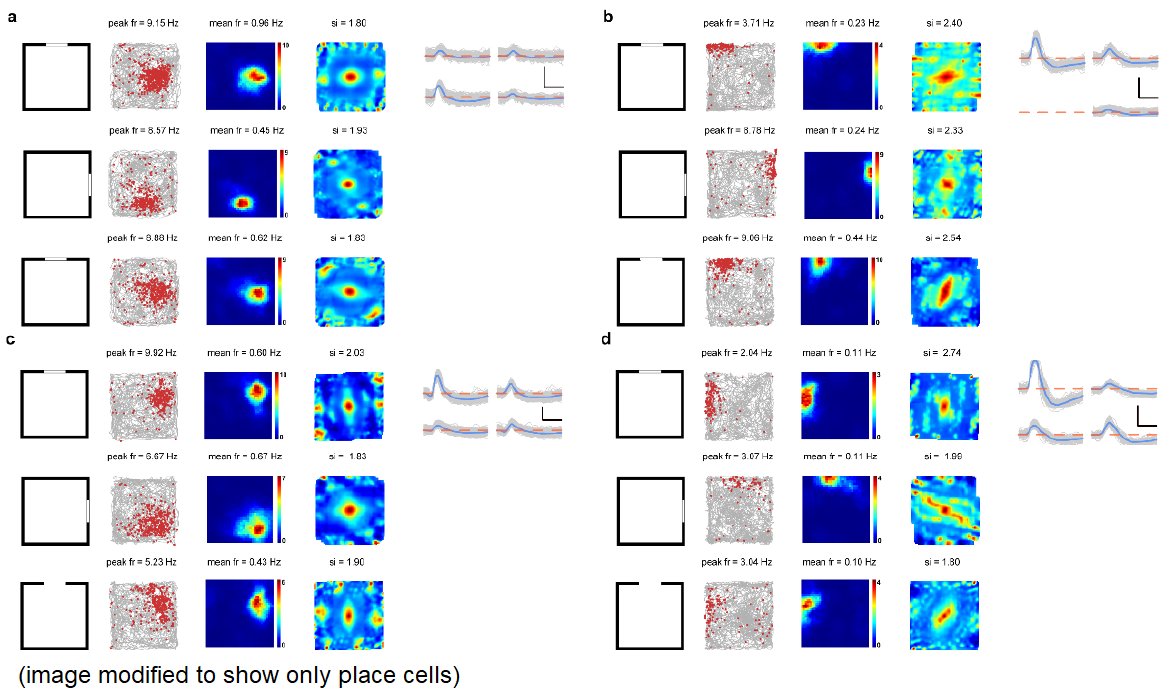 a
peak fr = 9.15 Hz mean fr = 0.96 Hz si = 1.80
10
0
peak fr = 8.57 Hz mean fr = 0.45 Hz si = 1.93
9
0
peak fr = 8.88 Hz mean fr = 0.62 Hz si = 1.83
9
0
b
peak fr = 3.71 Hz mean fr = 0.23 Hz si = 2.40
4
0
peak fr = 8.78 Hz mean fr = 0.24 Hz si = 2.33
9
0
peak fr = 9.06 Hz mean fr = 0.44 Hz si = 2.54
10
0
c
peak fr = 9.92 Hz mean fr = 0.60 Hz si = 2.03
0
peak fr = 6.67 Hz mean fr = 0.67 Hz si = 1.83
7
0
peak fr = 5.23 Hz mean fr = 0.43 Hz si = 1.90
6
0
d
peak fr = 2.04 Hz mean fr = 0.11 Hz si = 2.74
3
0
peak fr = 3.07 Hz mean fr = 0.11 Hz si = 1.99
4
0
peak fr = 3.04 Hz mean fr = 0.10 Hz si = 1.80
4
0
(image modified to show only place cells)